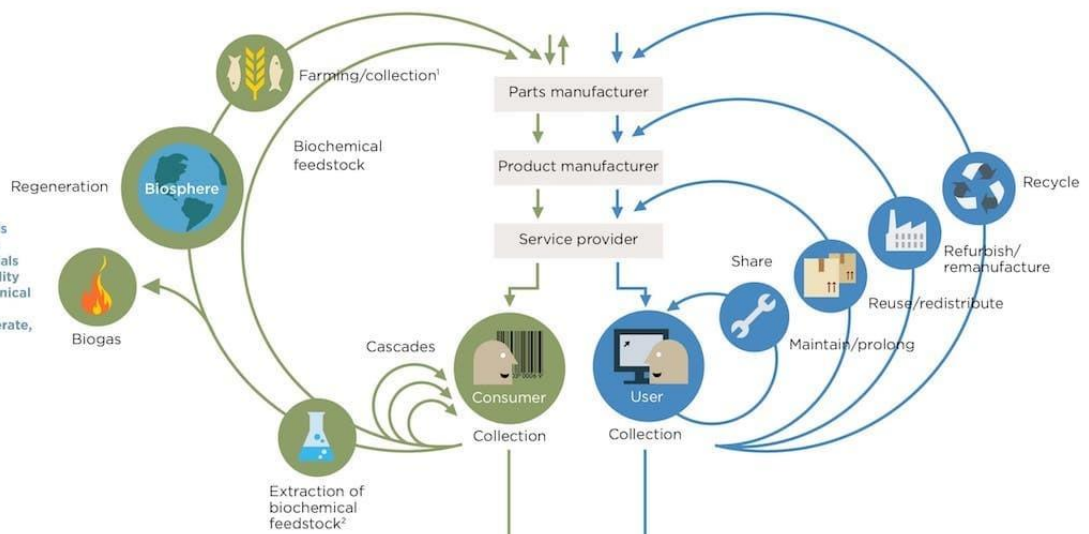 Farming/collection¹
Parts manufacturer
Biochemical
feedstock
Product manufacturer
Regeneration
Biosphere
Recycle
Service provider
Share
Refurbish/
remanufacture
Reuse/redistribute
Biogas
Cascades
Maintain/prolong
Consumer
User
Collection
Collection
Extraction of
biochemical
feedstock²